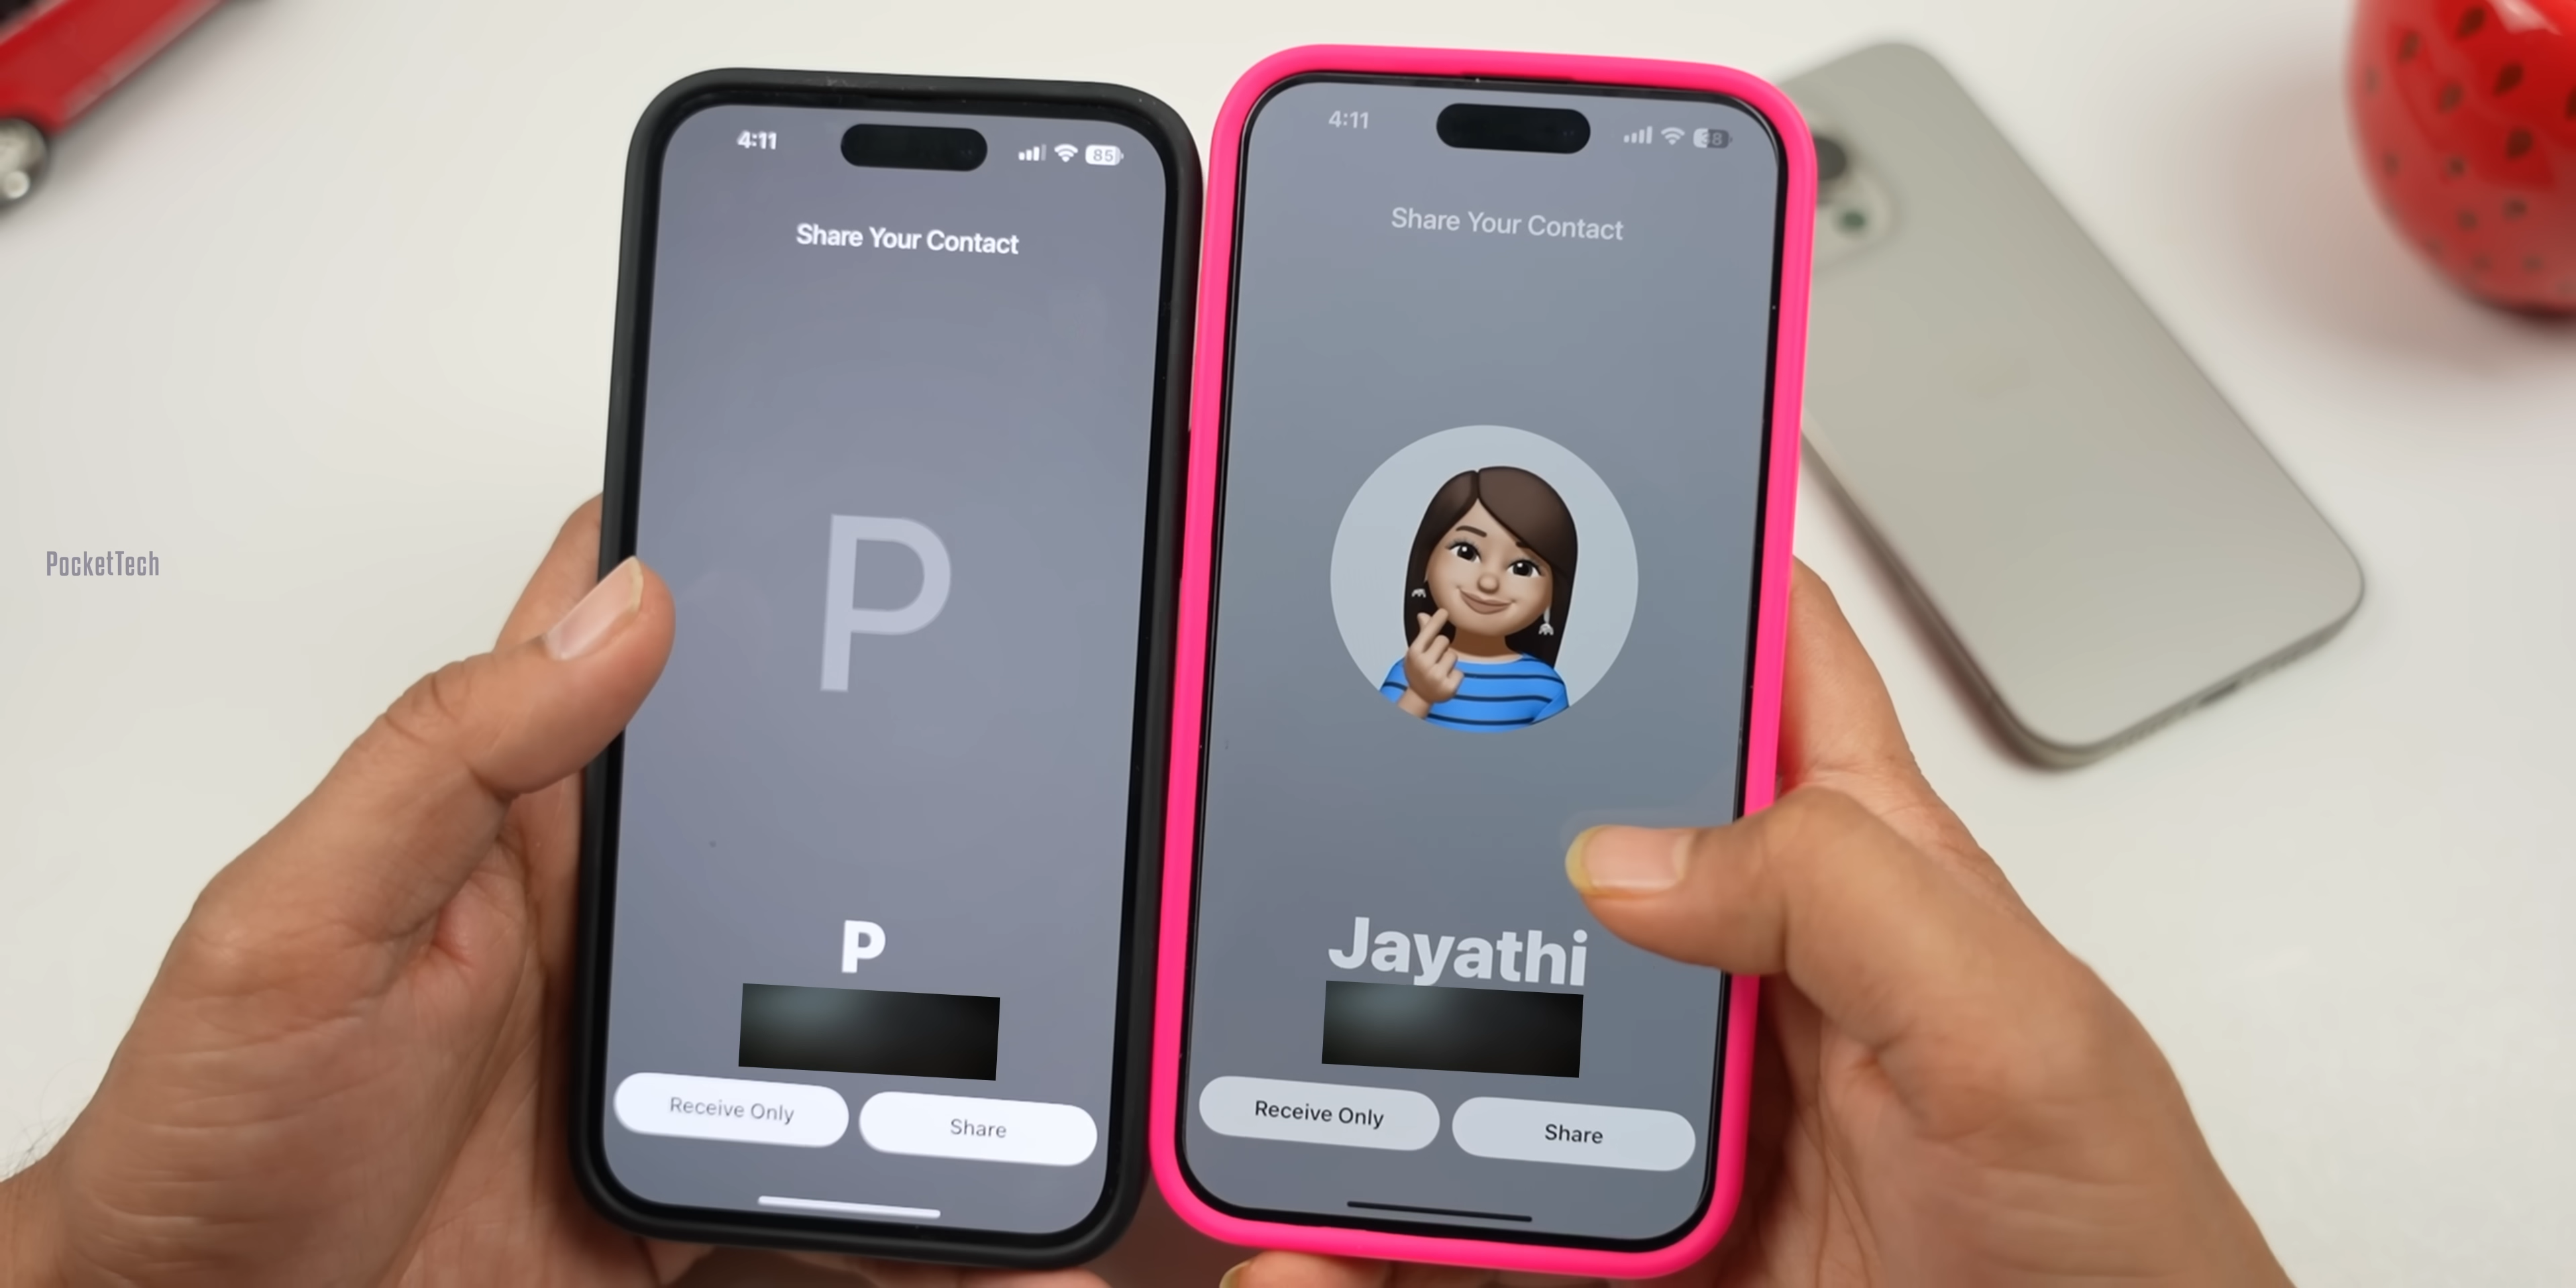 4:11
85
Share Your Contact
P
P
Receive Only
Share
4:11
38
Share Your Contact
Jayathi
Receive Only
Share
PocketTech